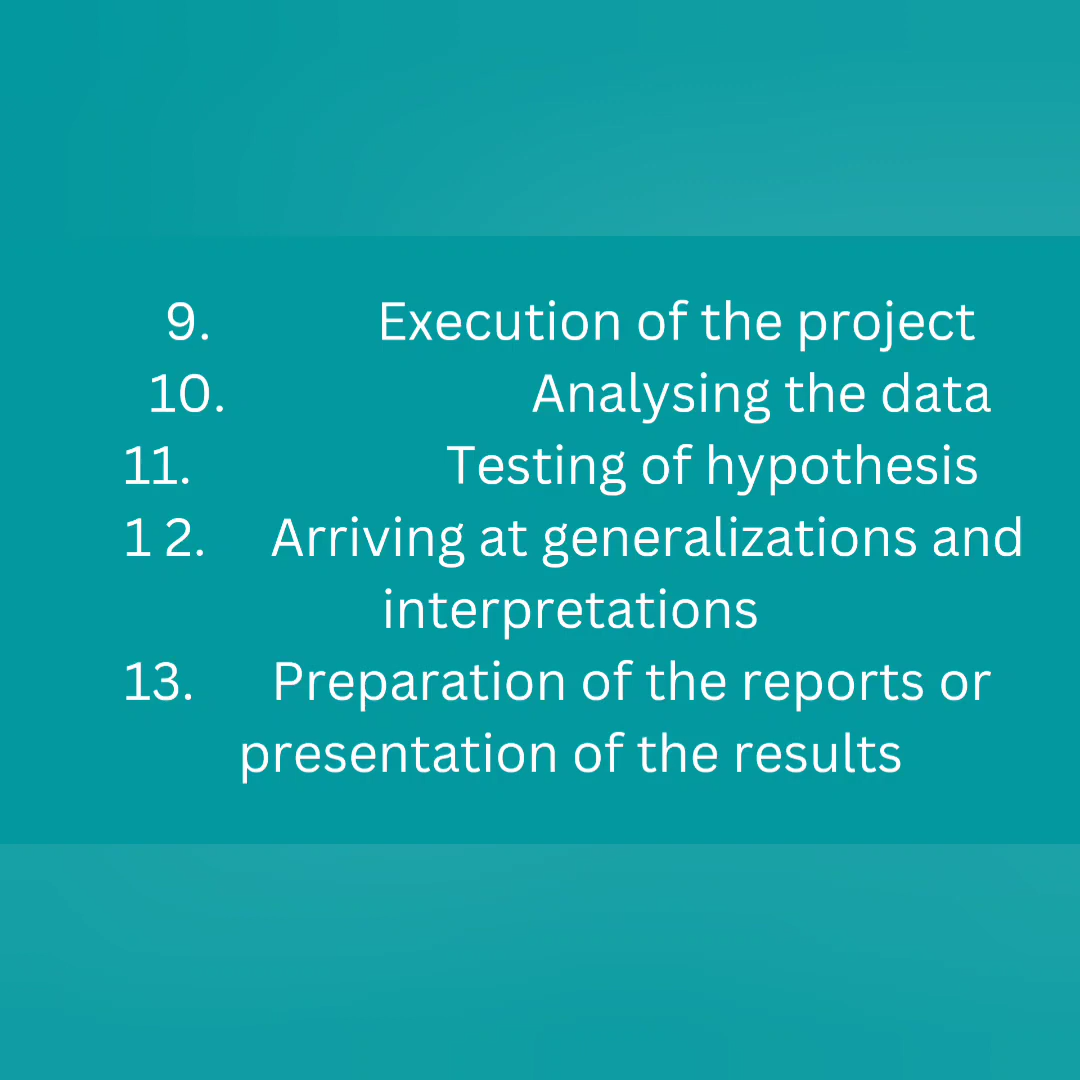 9. Execution of the project
10. Analysing the data
11. Testing of hypothesis
1 2. Arriving at generalizations and
interpretations
13. Preparation of the reports or
presentation of the results